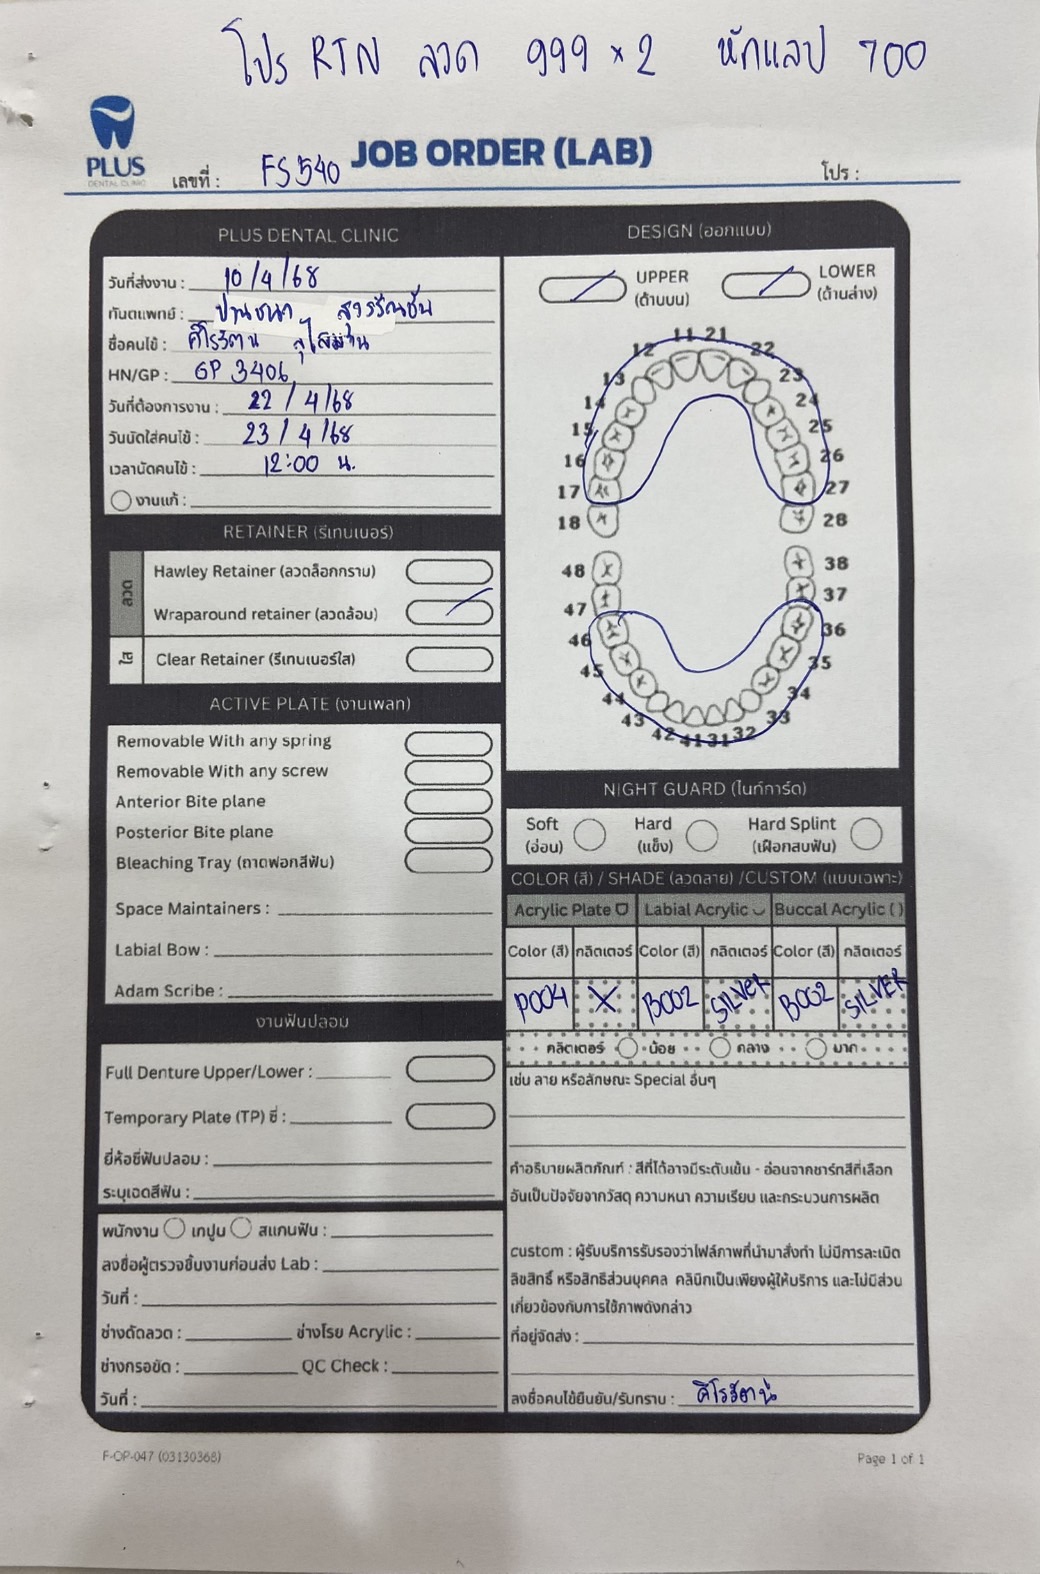 โปร RTN ลวด 999 x 2 หักแลป 700
PLUS
DENTAL CLINIC
JOB ORDER (LAB)
เลขที่ : FS540
โปร :
PLUS DENTAL CLINIC
วันที่ส่งงาน : 10/4/68
ทันตแพทย์ : ปานชนา
ชื่อคนไข้ : ศิโรรัตน์
HN/GP : GP 3406
วันที่ต้องการงาน : 22/4/68
วันนัดใส่คนไข้ : 23/4/68
เวลานัดคนไข้ : 12:00 น.
งานแก้ :
RETAINER (รีเทนเนอร์)
ลวด
Hawley Retainer (ลวดล็อกกราม)
Wraparound retainer (ลวดล้อม)
ใส
Clear Retainer (รีเทนเนอร์ใส)
ACTIVE PLATE (งานเพลท)
Removable With any spring
Removable With any screw
Anterior Bite plane
Posterior Bite plane
Bleaching Tray (ถาดฟอกสีฟัน)
Space Maintainers :
Labial Bow :
Adam Scribe :
งานฟันปลอม
Full Denture Upper/Lower :
Temporary Plate (TP) ซี่ :
ยี่ห้อซี่ฟันปลอม :
ระบุเฉดสีฟัน :
พนักงาน เทปูน สแกนฟัน :
ลงชื่อผู้ตรวจชิ้นงานก่อนส่ง Lab :
วันที่ :
ช่างดัดลวด : ช่างโรย Acrylic :
ช่างกรอขัด : QC Check :
วันที่ :
DESIGN (ออกแบบ)
UPPER (ด้านบน)
LOWER (ด้านล่าง)
11 21
12 22
13 23
14 24
15 25
16 26
17 27
18 28
48 38
47 37
46 36
45 35
44 34
43 33
42 41 31 32
NIGHT GUARD (ไนท์การ์ด)
Soft (อ่อน)
Hard (แข็ง)
Hard Splint (เฝือกสบฟัน)
COLOR (สี) / SHADE (ลวดลาย) /CUSTOM (แบบเฉพาะ)
Acrylic Plate Labial Acrylic Buccal Acrylic ( )
Color (สี) กลิตเตอร์ Color (สี) กลิตเตอร์ Color (สี) กลิตเตอร์
P004 X B002 SILVER B002 SILVER
กลิตเตอร์ น้อย กลาง มาก
เช่น ลาย หรือลักษณะ Special อื่นๆ
คำอธิบายผลิตภัณฑ์ : สีที่ได้อาจมีระดับเข้ม - อ่อนจากชาร์ทสีที่เลือก
อันเป็นปัจจัยจากวัสดุ ความหนา ความเรียบ และกระบวนการผลิต
custom : ผู้รับบริการรับรองว่าไฟล์ภาพที่นำมาสั่งทำ ไม่มีการละเมิด
ลิขสิทธิ์ หรือสิทธิส่วนบุคคล คลินิกเป็นเพียงผู้ให้บริการ และไม่มีส่วน
เกี่ยวข้องกับการใช้ภาพดังกล่าว
ที่อยู่จัดส่ง :
ลงชื่อคนไข้ยืนยัน/รับทราบ : ศิโรรัตน์
F-OP-047 (03130368)
Page 1 of 1